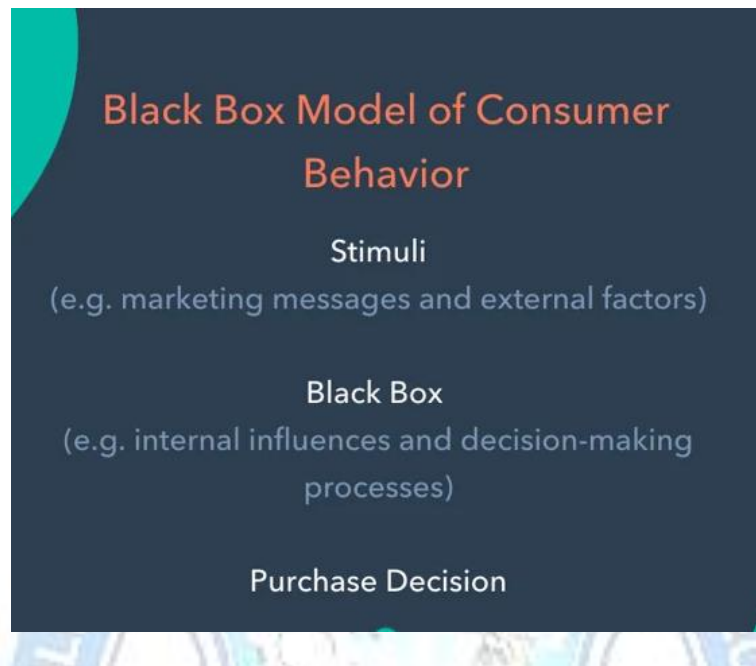 Black Box Model of Consumer
Behavior
Stimuli
(e.g. marketing messages and external factors)
Black Box
(e.g. internal influences and decision-making
processes)
Purchase Decision